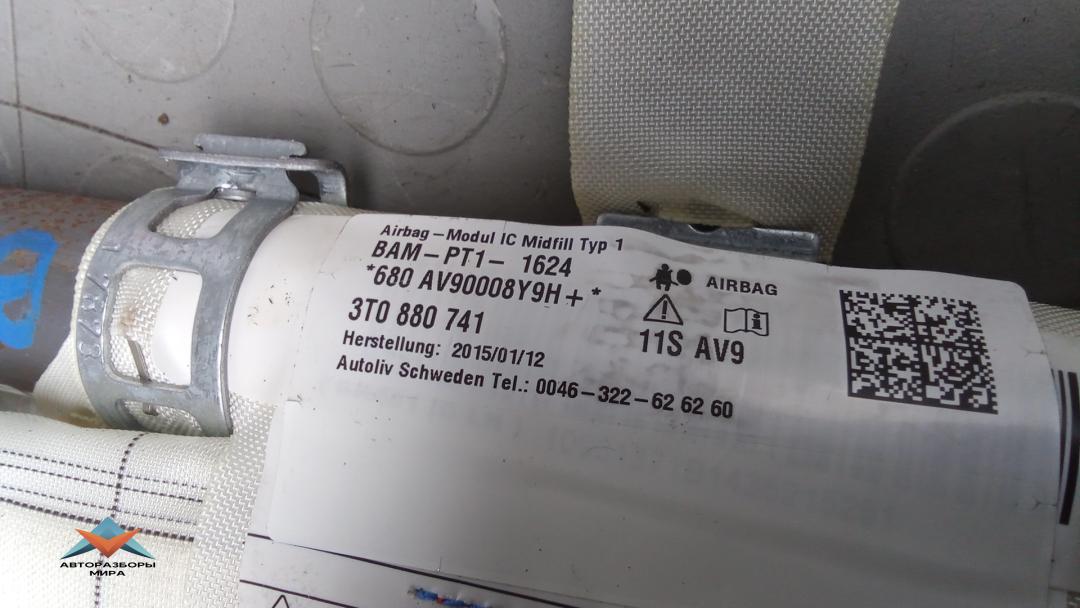 Airbag-Modul IC Midfill Typ 1
BAM-PT1- 1624
*680 AV90008Y9H+*
3T0 880 741
Herstellung: 2015/01/12
Autoliv Schweden Tel.: 0046-322-62 62 60
AIRBAG
11S AV9
АВТОРАЗБОРЫ
МИРА